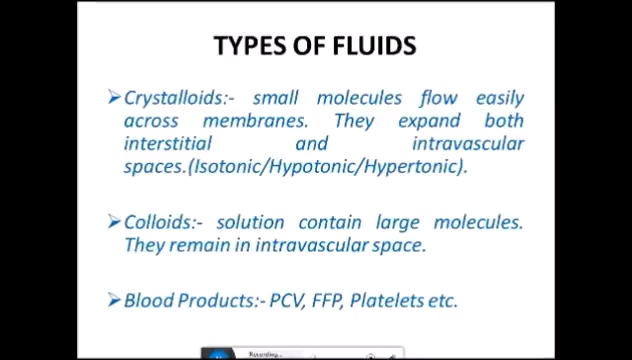 TYPES OF FLUIDS
➢Crystalloids:- small molecules flow easily
across membranes. They expand both
interstitial and intravascular
spaces.(Isotonic/Hypotonic/Hypertonic).
➢Colloids:- solution contain large molecules.
They remain in intravascular space.
➢Blood Products:- PCV, FFP, Platelets etc.